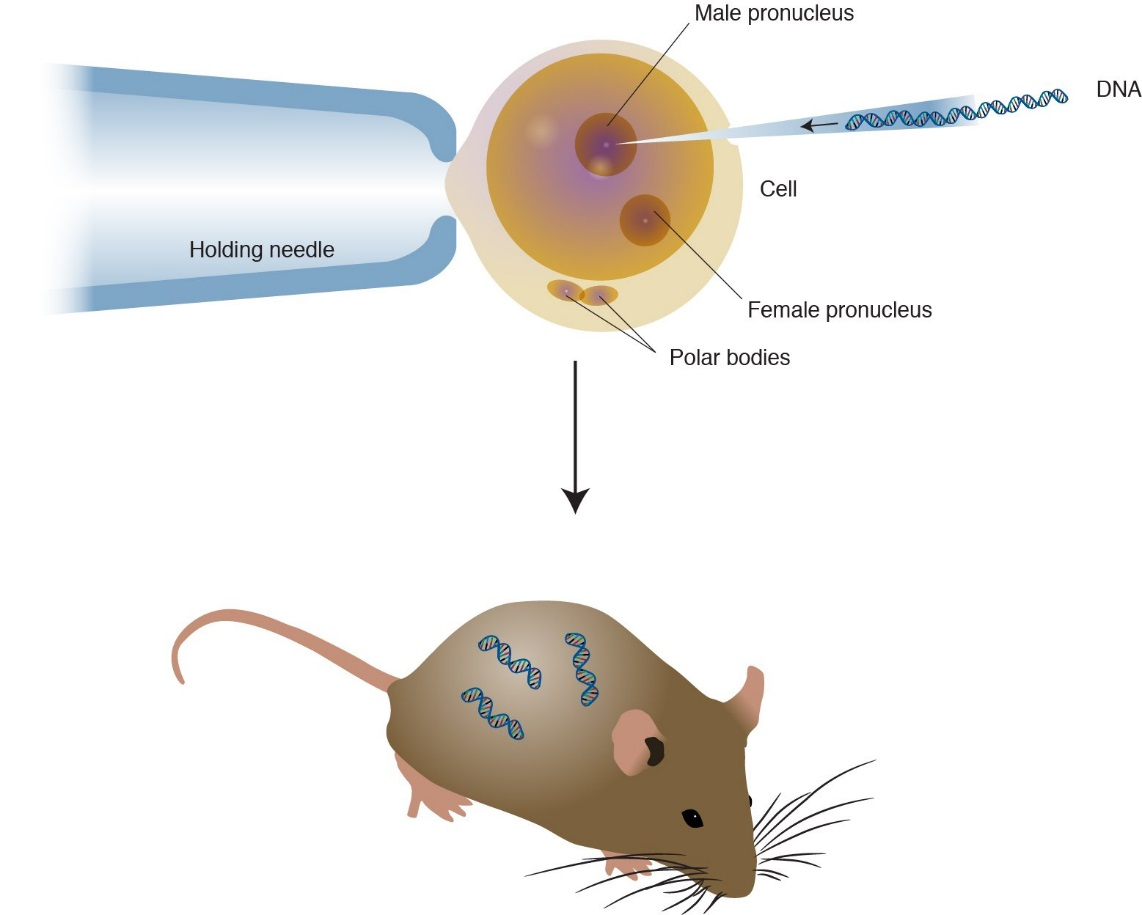 Male pronucleus
DNA
Cell
Holding needle
Female pronucleus
Polar bodies